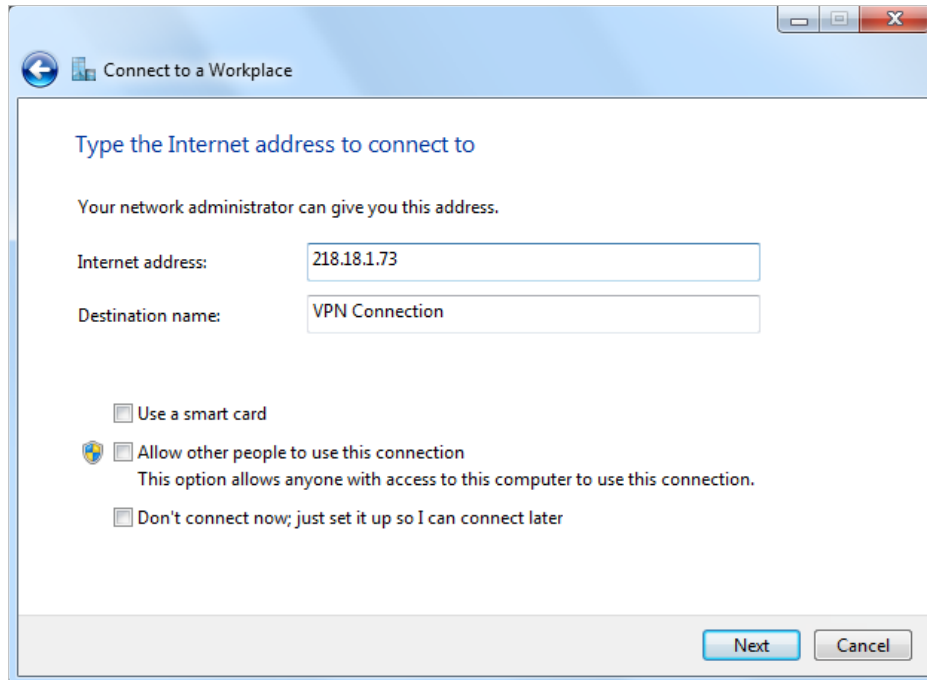 Connect to a Workplace
Type the Internet address to connect to
Your network administrator can give you this address.
Internet address: 218.18.1.73
Destination name: VPN Connection
Use a smart card
Allow other people to use this connection
This option allows anyone with access to this computer to use this connection.
Don't connect now; just set it up so I can connect later
Next Cancel